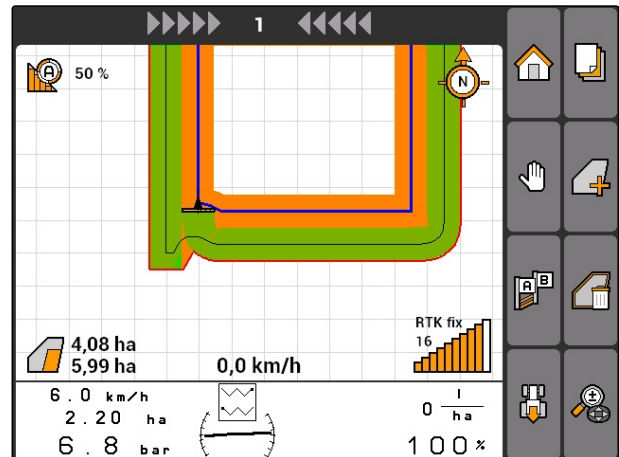 1
A 50 %
N
RTK fix
16
4,08 ha
5,99 ha
0,0 km/h
A B
6.0 km/h
2.20 ha
6.8 bar
0 l
ha
100%